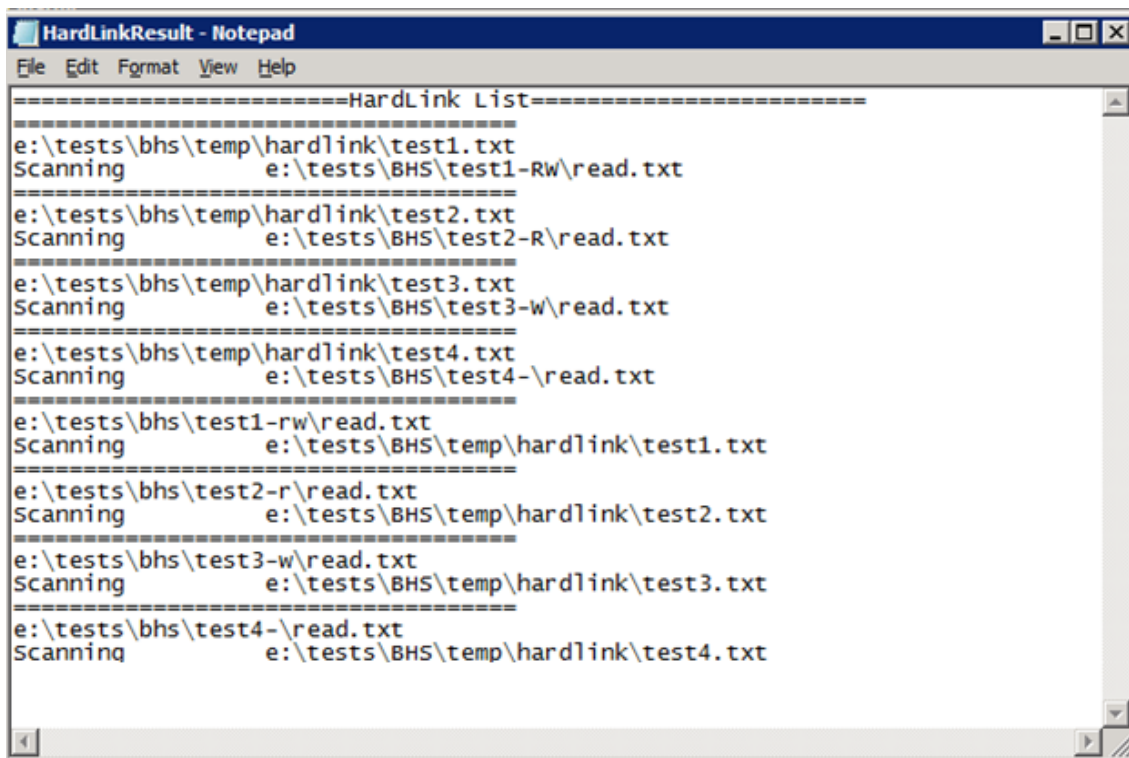 HardLinkResult - Notepad
File Edit Format View Help
========================HardLink List========================
====================================
e:\tests\bhs\temp\hardlink\test1.txt
Scanning          e:\tests\BHS\test1-RW\read.txt
====================================
e:\tests\bhs\temp\hardlink\test2.txt
Scanning          e:\tests\BHS\test2-R\read.txt
====================================
e:\tests\bhs\temp\hardlink\test3.txt
Scanning          e:\tests\BHS\test3-W\read.txt
====================================
e:\tests\bhs\temp\hardlink\test4.txt
Scanning          e:\tests\BHS\test4-\read.txt
====================================
e:\tests\bhs\test1-rw\read.txt
Scanning          e:\tests\BHS\temp\hardlink\test1.txt
====================================
e:\tests\bhs\test2-r\read.txt
Scanning          e:\tests\BHS\temp\hardlink\test2.txt
====================================
e:\tests\bhs\test3-w\read.txt
Scanning          e:\tests\BHS\temp\hardlink\test3.txt
====================================
e:\tests\bhs\test4-\read.txt
Scanning          e:\tests\BHS\temp\hardlink\test4.txt